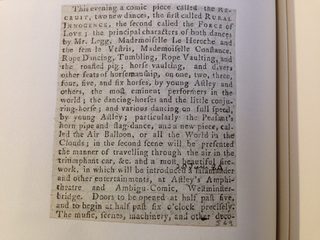 This evening a comic piece called the RE-
CRUIT, two new dances, the first called RURAL
INNOCENCE, the second called the FORCE OF
LOVE; the principal characters of both dances
by Mr. Legg, Mademoiselle Le
the fem le Vestris, Mademoiselle Constance,
Rope Dancing, Tumbling, Rope Vaulting, and
the roasted pig; horse vaulting, and divers
other feats of horsemanship, on one, two, three,
four, five, and six horses, by young Astley and
others, the most eminent performers in the
world; the dancing-horses and the little conju-
ring-horse; and various dancing on full speed,
by young Astley; particularly the Peasant's
horn pipe and flag-dance, and a new piece, cal-
led the Air Balloon, or all the World in the
Clouds; in the second scene will be presented
the manner of travelling through the air in the
triumphant car, &c. and a most beautiful fire-
work, in which will be introduced a salamander
and other entertainments, at Astley's Amphi-
theatre and Ambigu-Comic, Westminster-
bridge. Doors to be opened at half past five,
and to begin at half past six o'clock precisely.
The music, scenes, machinery, and other deco-